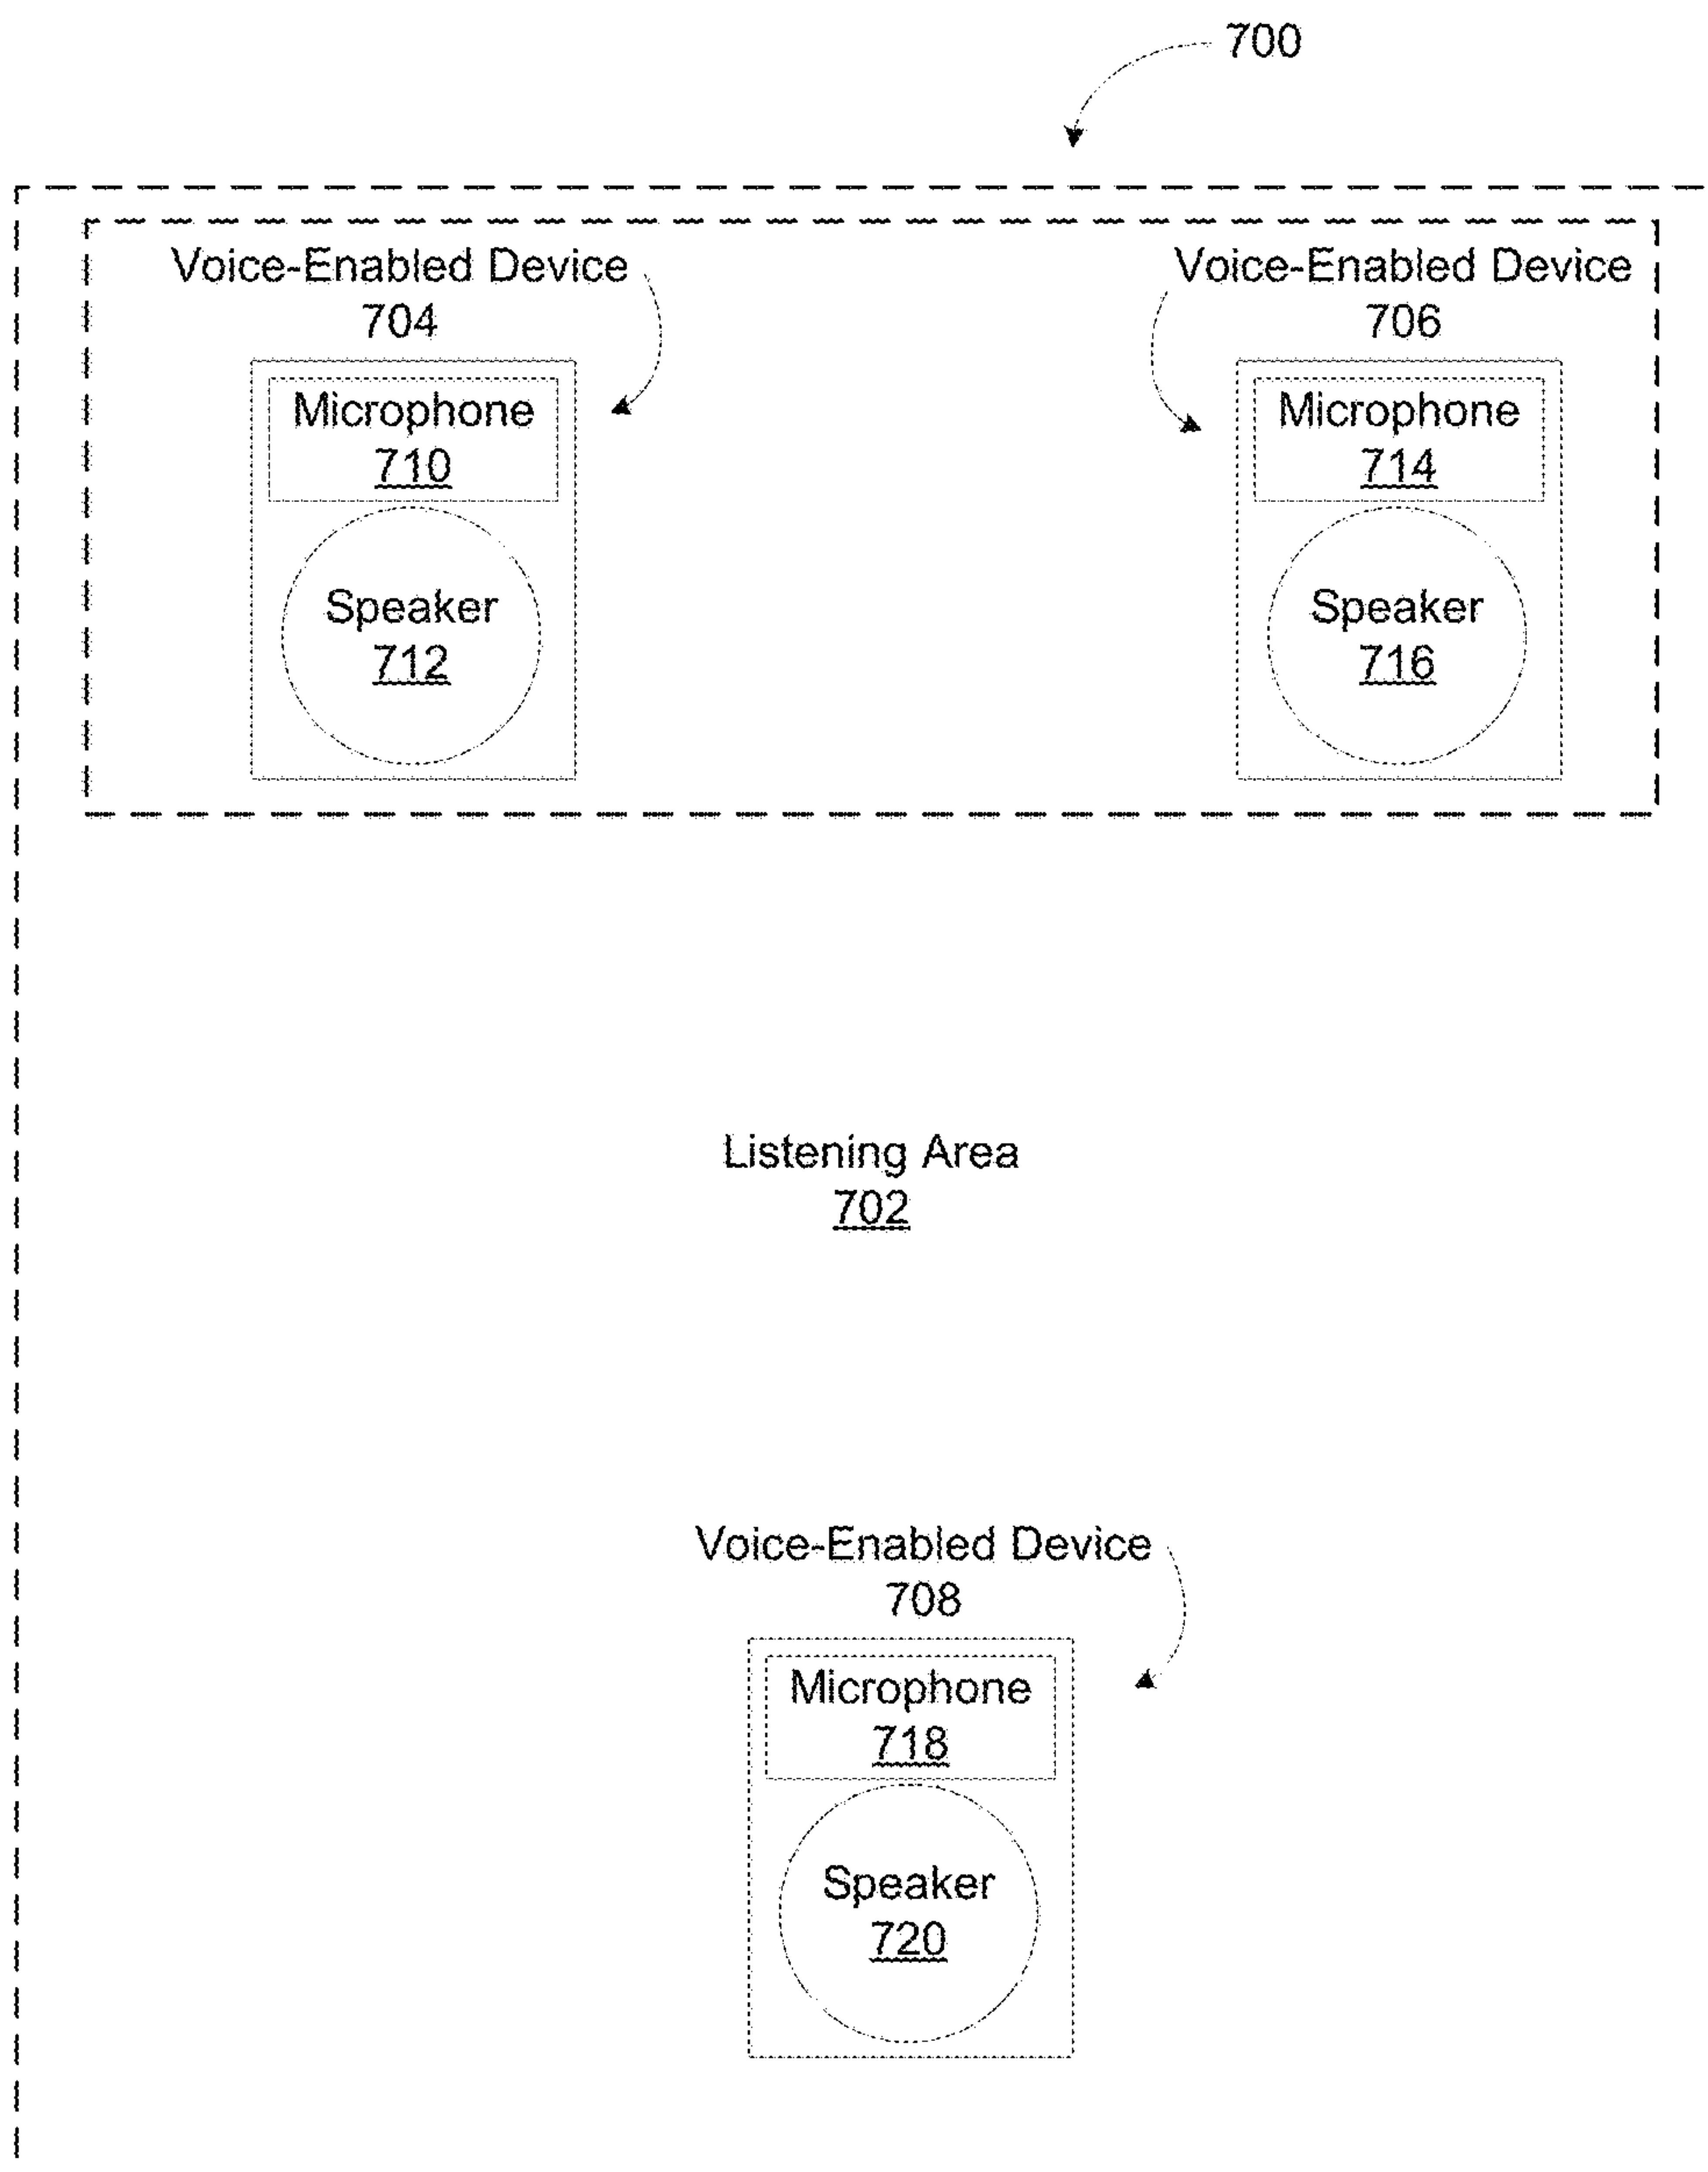 700
Voice-Enabled Device
704
Voice-Enabled Device
706
Microphone
710
Microphone
714
Speaker
712
Speaker
716
Listening Area
702
Voice-Enabled Device
708
Microphone
718
Speaker
720